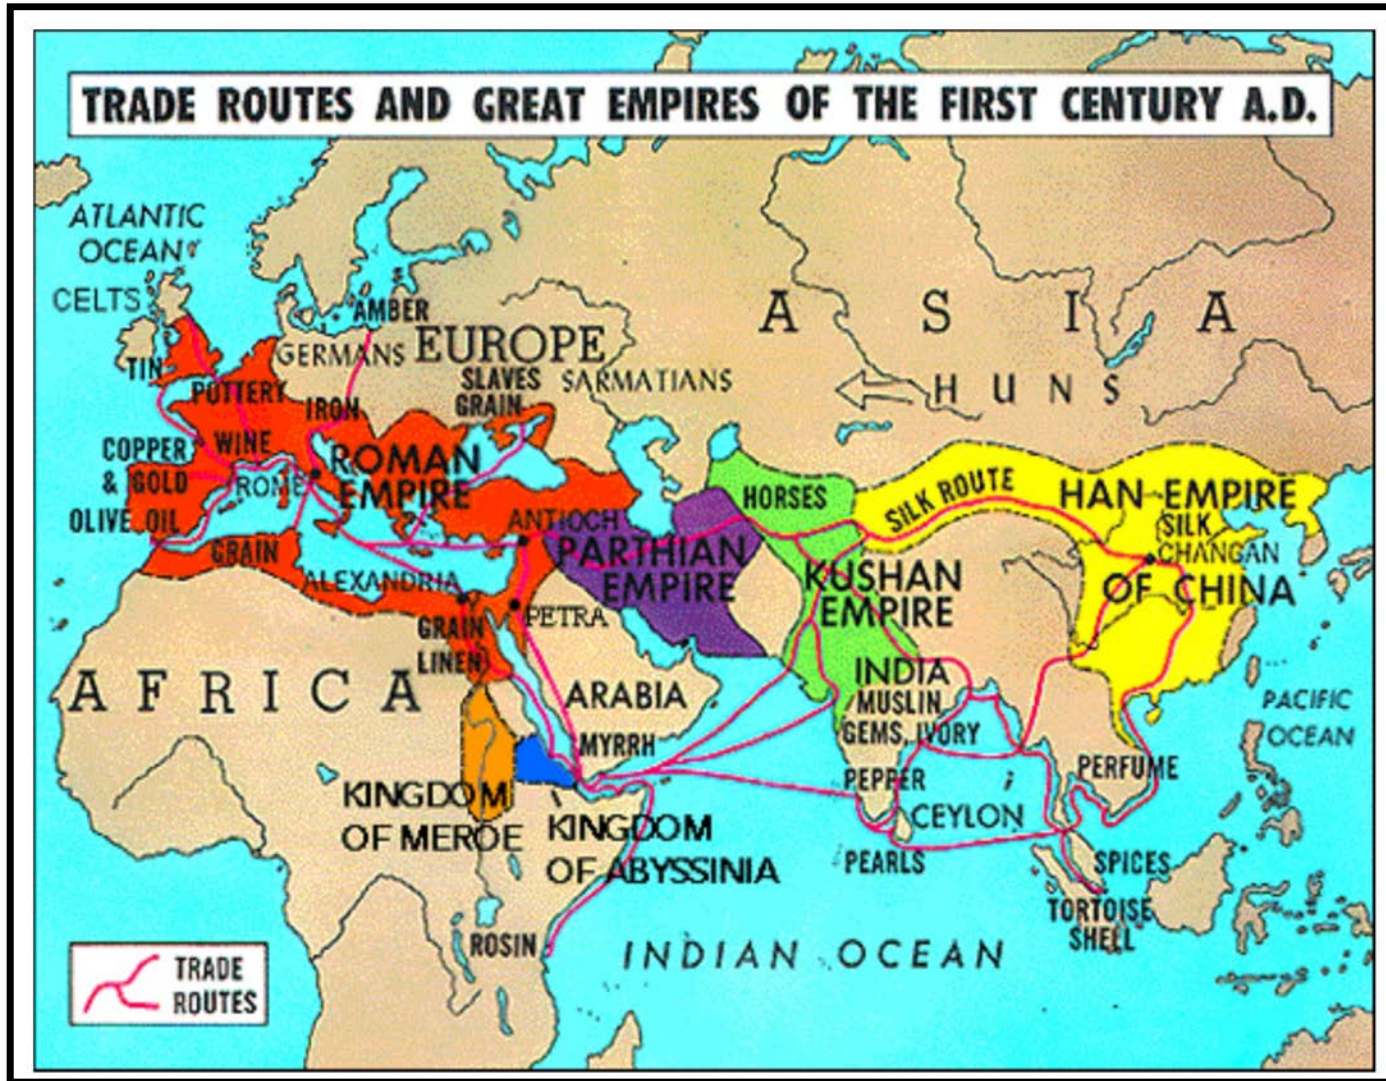 TRADE ROUTES AND GREAT EMPIRES OF THE FIRST CENTURY A.D.
ATLANTIC
OCEAN
CELTS
AMBER
GERMANS
EUROPE
A S I A
TIN
POTTERY
SLAVES
GRAIN
SARMATIANS
HUNS
IRON
COPPER
& GOLD
WINE
ROMAN
EMPIRE
ROME
OLIVE OIL
GRAIN
ANTIOCH
HORSES
SILK ROUTE
HAN EMPIRE
OF CHINA
SILK
CHANGAN
PARTHIAN
EMPIRE
KUSHAN
EMPIRE
ALEXANDRIA
PETRA
GRAIN
LINEN
AFRICA
ARABIA
INDIA
MUSLIN
GEMS, IVORY
PACIFIC
OCEAN
MYRRH
PEPPER
PERFUME
KINGDOM
OF MEROE
KINGDOM
OF ABYSSINIA
CEYLON
PEARLS
SPICES
TORTOISE
SHELL
ROSIN
INDIAN OCEAN
TRADE
ROUTES